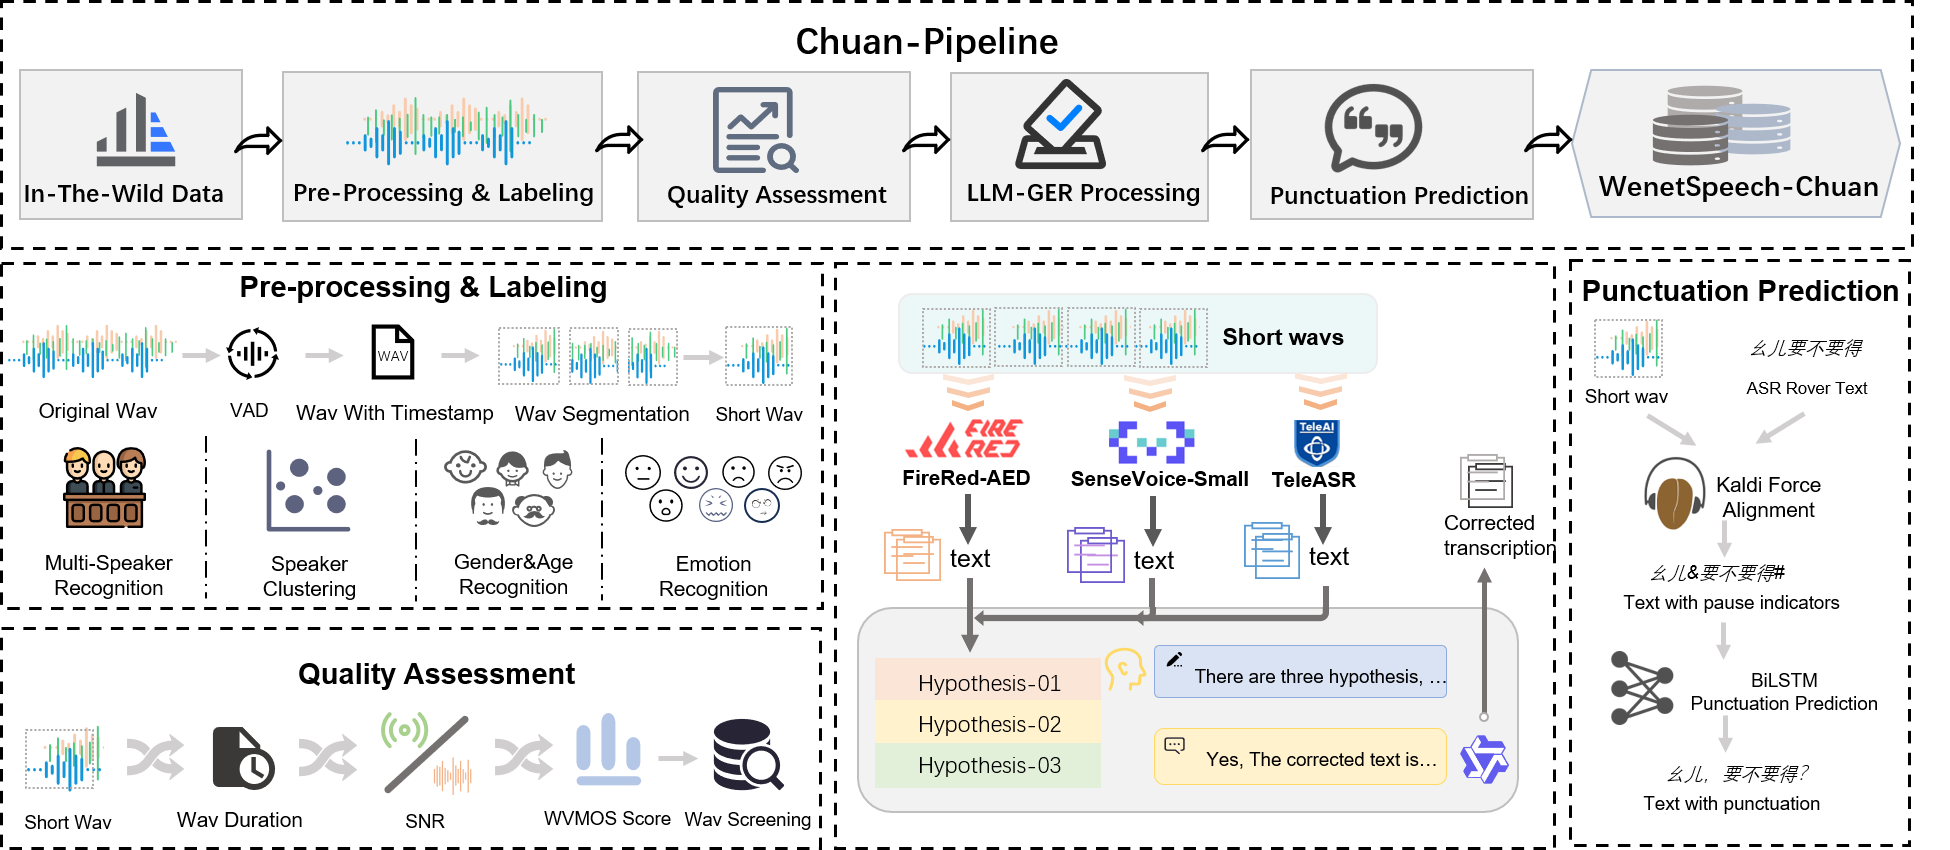 Chuan-Pipeline
In-The-Wild Data
Pre-Processing & Labeling
Quality Assessment
LLM-GER Processing
Punctuation Prediction
WenetSpeech-Chuan
Pre-processing & Labeling
Original Wav
VAD
WAV
Wav With Timestamp
Wav Segmentation
Short Wav
Multi-Speaker
Recognition
Speaker
Clustering
Gender&Age
Recognition
Emotion
Recognition
Quality Assessment
Short Wav
Wav Duration
SNR
WVMOS Score
Wav Screening
Short wavs
FIRE
RED
FireRed-AED
SenseVoice-Small
TeleAI
TeleASR
text
text
text
Corrected
transcription
Hypothesis-01
Hypothesis-02
Hypothesis-03
There are three hypothesis, ...
Yes, The corrected text is...
Punctuation Prediction
Short wav
幺儿要不要得
ASR Rover Text
Kaldi Force
Alignment
幺儿&要不要得#
Text with pause indicators
BiLSTM
Punctuation Prediction
幺儿，要不要得？
Text with punctuation